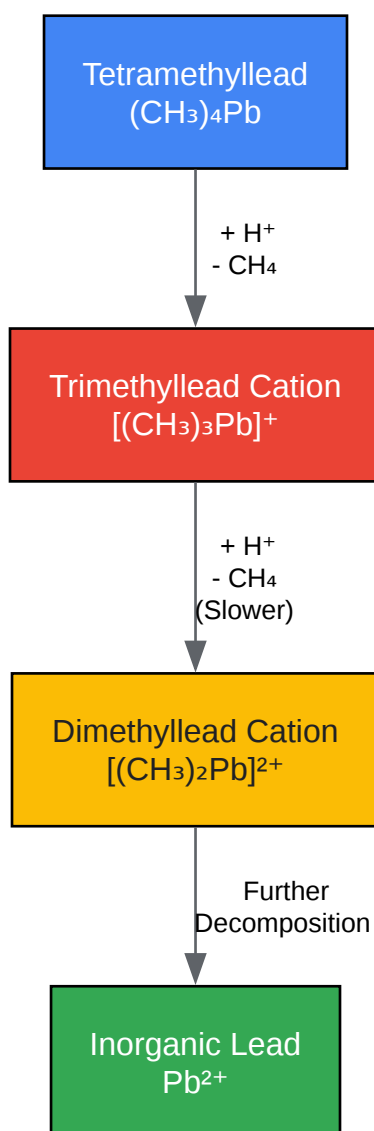 Tetramethyllead
(CH₃)₄Pb
+ H⁺
- CH₄
Trimethyllead Cation
[(CH₃)₃Pb]⁺
+ H⁺
- CH₄
(Slower)
Dimethyllead Cation
[(CH₃)₂Pb]²⁺
Further
Decomposition
Inorganic Lead
Pb²⁺